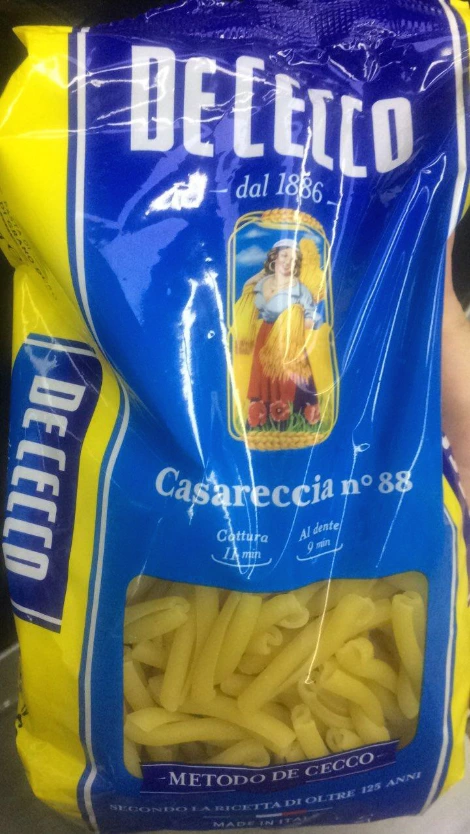 DE CECCO
dal 1886
DE CECCO
Casareccia n° 88
Cottura
11 min
Al dente
9 min
METODO DE CECCO
SECONDO LA RICETTA DI OLTRE 125 ANNI
MADE IN ITALY